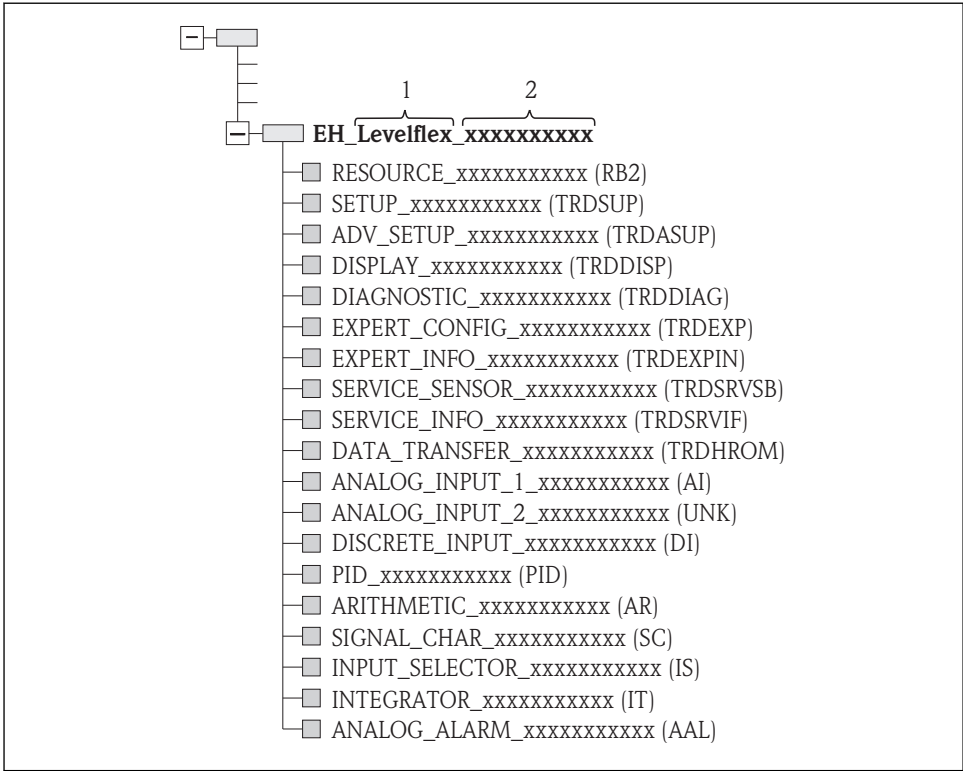 1 2
EH_Levelflex_xxxxxxxxxx
RESOURCE_xxxxxxxxxxx (RB2)
SETUP_xxxxxxxxxxx (TRDSUP)
ADV_SETUP_xxxxxxxxxxx (TRDASUP)
DISPLAY_xxxxxxxxxxx (TRDDISP)
DIAGNOSTIC_xxxxxxxxxxx (TRDDIAG)
EXPERT_CONFIG_xxxxxxxxxxx (TRDEXP)
EXPERT_INFO_xxxxxxxxxxx (TRDEXPIN)
SERVICE_SENSOR_xxxxxxxxxxx (TRDSRVSB)
SERVICE_INFO_xxxxxxxxxxx (TRDSRVIF)
DATA_TRANSFER_xxxxxxxxxxx (TRDHROM)
ANALOG_INPUT_1_xxxxxxxxxxx (AI)
ANALOG_INPUT_2_xxxxxxxxxxx (UNK)
DISCRETE_INPUT_xxxxxxxxxxx (DI)
PID_xxxxxxxxxxx (PID)
ARITHMETIC_xxxxxxxxxxx (AR)
SIGNAL_CHAR_xxxxxxxxxxx (SC)
INPUT_SELECTOR_xxxxxxxxxxx (IS)
INTEGRATOR_xxxxxxxxxxx (IT)
ANALOG_ALARM_xxxxxxxxxxx (AAL)